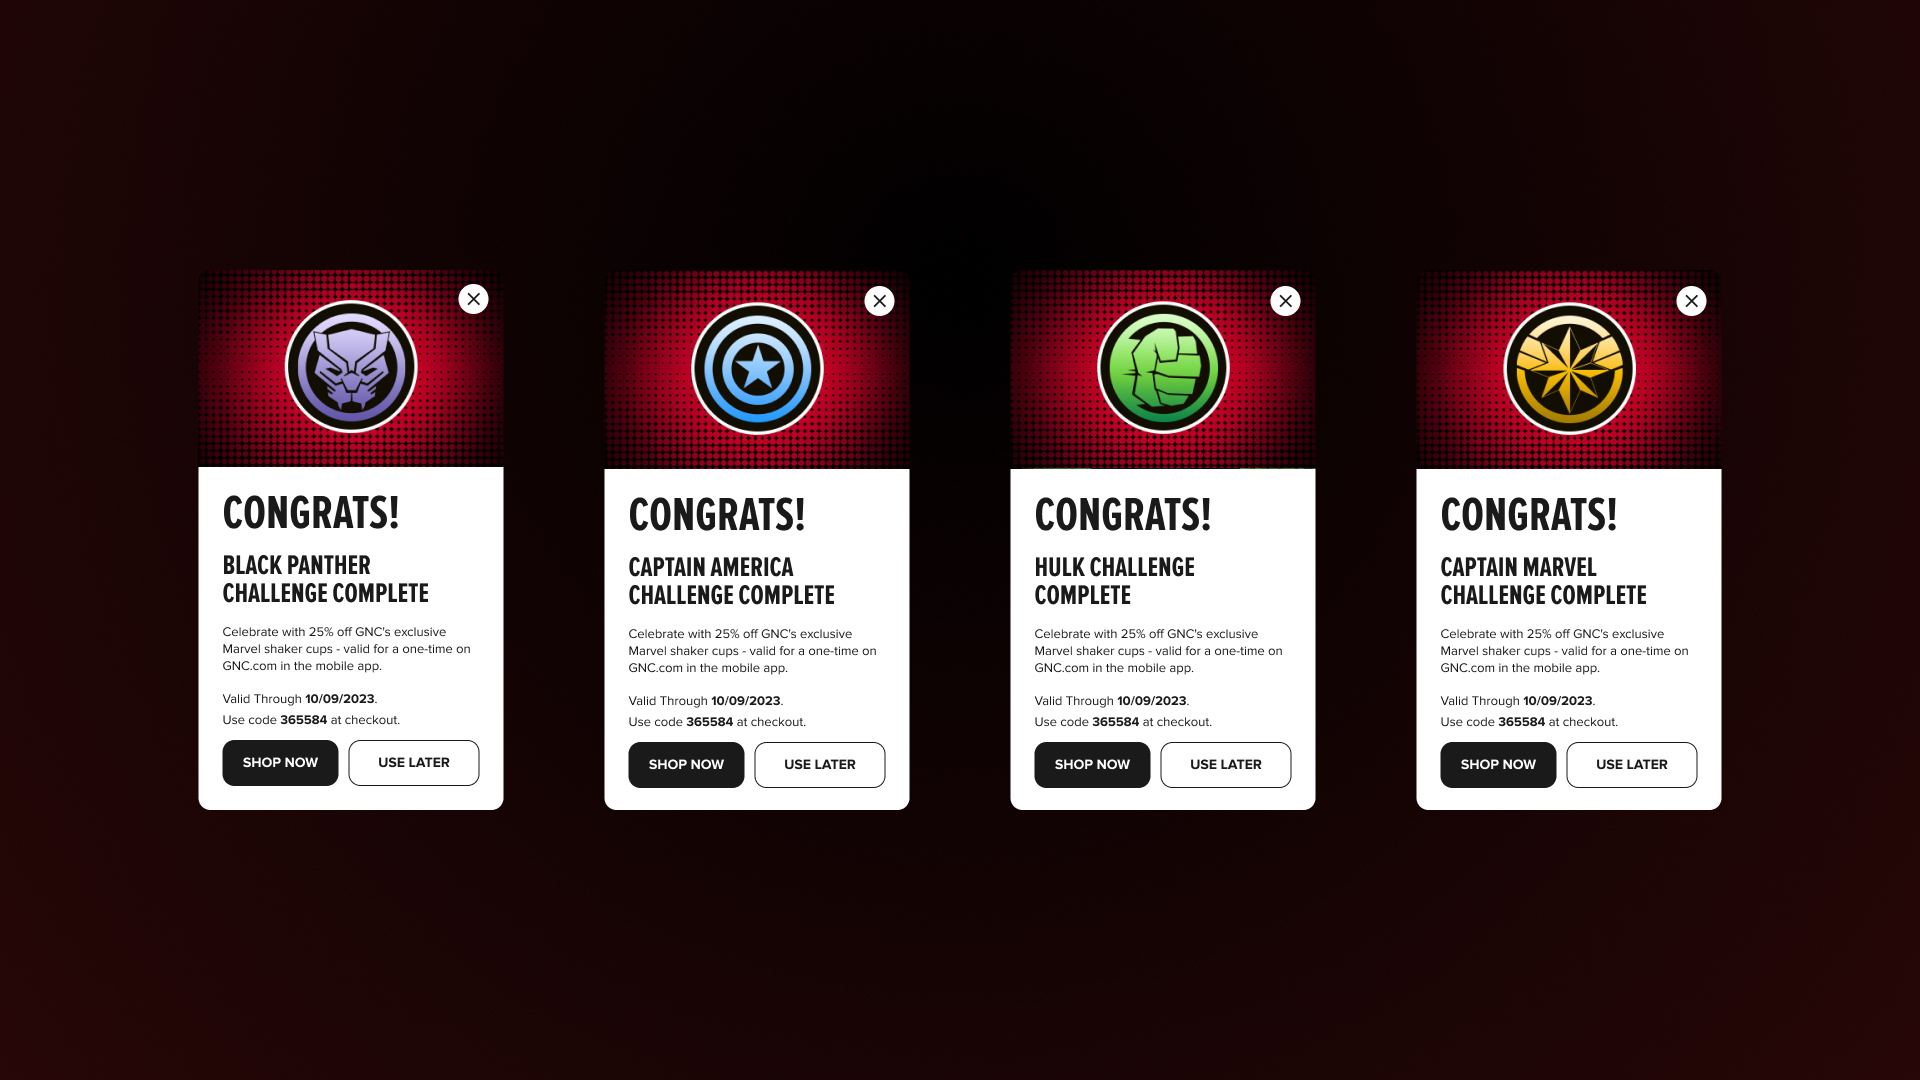 CONGRATS!
BLACK PANTHER
CHALLENGE COMPLETE
Celebrate with 25% off GNC's exclusive
Marvel shaker cups - valid for a one-time on
GNC.com in the mobile app.
Valid Through 10/09/2023.
Use code 365584 at checkout.
SHOP NOW
USE LATER
CONGRATS!
CAPTAIN AMERICA
CHALLENGE COMPLETE
Celebrate with 25% off GNC's exclusive
Marvel shaker cups - valid for a one-time on
GNC.com in the mobile app.
Valid Through 10/09/2023.
Use code 365584 at checkout.
SHOP NOW
USE LATER
CONGRATS!
HULK CHALLENGE
COMPLETE
Celebrate with 25% off GNC's exclusive
Marvel shaker cups - valid for a one-time on
GNC.com in the mobile app.
Valid Through 10/09/2023.
Use code 365584 at checkout.
SHOP NOW
USE LATER
CONGRATS!
CAPTAIN MARVEL
CHALLENGE COMPLETE
Celebrate with 25% off GNC's exclusive
Marvel shaker cups - valid for a one-time on
GNC.com in the mobile app.
Valid Through 10/09/2023.
Use code 365584 at checkout.
SHOP NOW
USE LATER